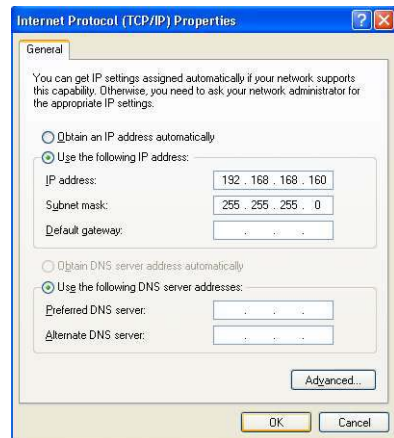 Internet Protocol (TCP/IP) Properties
General
You can get IP settings assigned automatically if your network supports
this capability. Otherwise, you need to ask your network administrator for
the appropriate IP settings.
Obtain an IP address automatically
Use the following IP address:
IP address: 192 . 168 . 168 . 160
Subnet mask: 255 . 255 . 255 . 0
Default gateway: . . .
Obtain DNS server address automatically
Use the following DNS server addresses:
Preferred DNS server: . . .
Alternate DNS server: . . .
Advanced...
OK Cancel